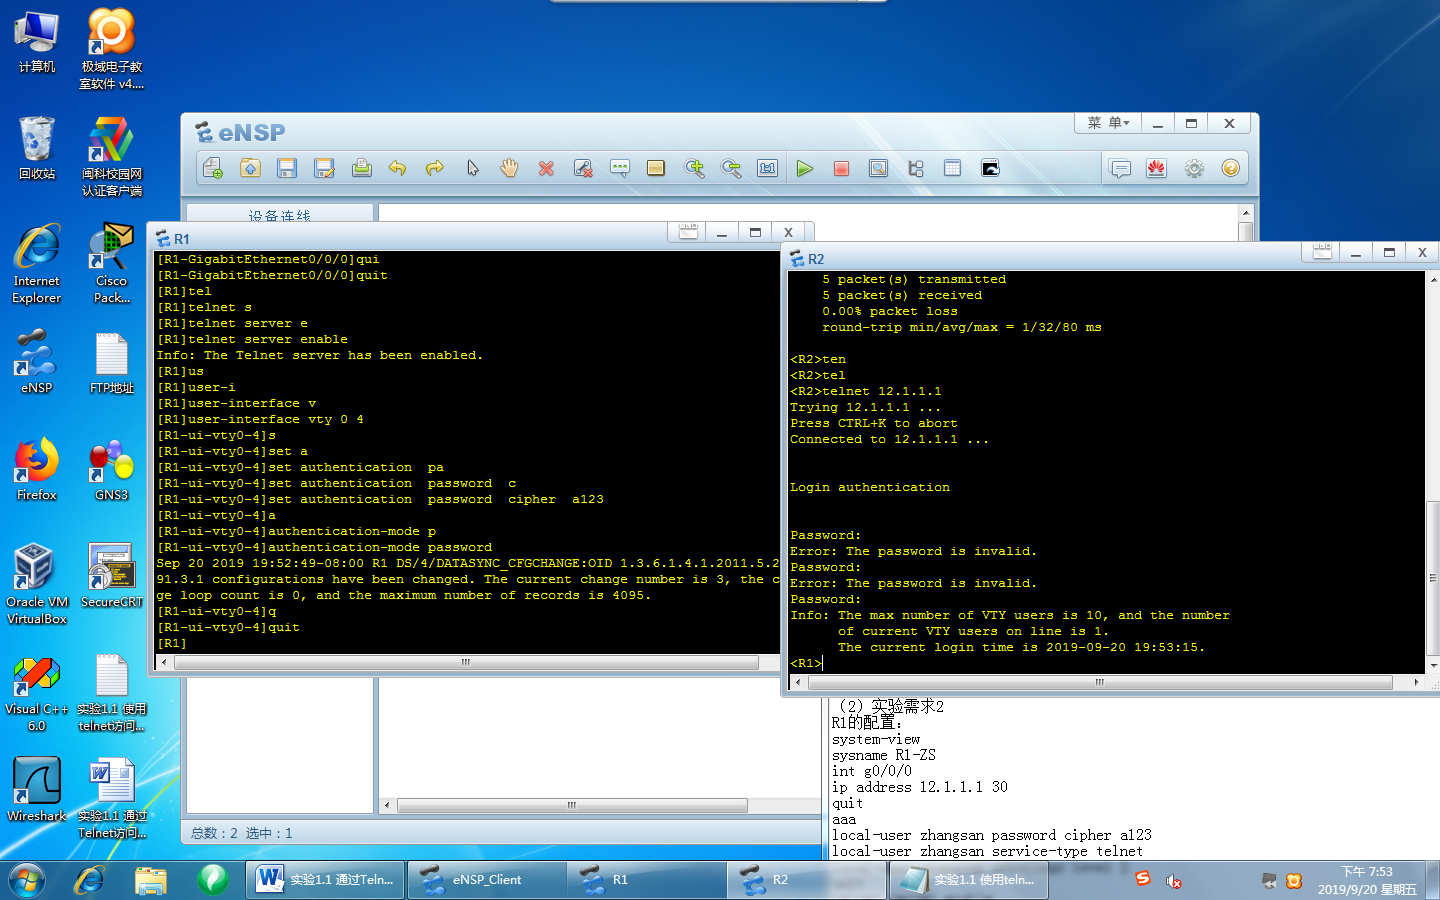 计算机
极域电子教
室软件 v4....
回收站
闽科校园网
认证客户端
Internet
Explorer
Cisco
Pack...
eNSP
FTP地址
Firefox
GNS3
Oracle VM
VirtualBox
SecureCRT
Visual C++
6.0
实验1.1 使用
telnet访问...
Wireshark
实验1.1 通过
Telnet访问...
eNSP
菜 单
设备连线
R1
[R1-GigabitEthernet0/0/0]qui
[R1-GigabitEthernet0/0/0]quit
[R1]tel
[R1]telnet s
[R1]telnet server e
[R1]telnet server enable
Info: The Telnet server has been enabled.
[R1]us
[R1]user-i
[R1]user-interface v
[R1]user-interface vty 0 4
[R1-ui-vty0-4]s
[R1-ui-vty0-4]set a
[R1-ui-vty0-4]set authentication  pa
[R1-ui-vty0-4]set authentication  password  c
[R1-ui-vty0-4]set authentication  password  cipher  a123
[R1-ui-vty0-4]a
[R1-ui-vty0-4]authentication-mode p
[R1-ui-vty0-4]authentication-mode password
Sep 20 2019 19:52:49-08:00 R1 DS/4/DATASYNC_CFGCHANGE:OID 1.3.6.1.4.1.2011.5.2
91.3.1 configurations have been changed. The current change number is 3, the c
ge loop count is 0, and the maximum number of records is 4095.
[R1-ui-vty0-4]q
[R1-ui-vty0-4]quit
[R1]
R2
5 packet(s) transmitted
5 packet(s) received
0.00% packet loss
round-trip min/avg/max = 1/32/80 ms
<R2>ten
<R2>tel
<R2>telnet 12.1.1.1
Trying 12.1.1.1 ...
Press CTRL+K to abort
Connected to 12.1.1.1 ...
Login authentication
Password:
Error: The password is invalid.
Password:
Error: The password is invalid.
Password:
Info: The max number of VTY users is 10, and the number
of current VTY users on line is 1.
The current login time is 2019-09-20 19:53:15.
<R1>
（2）实验需求2
R1的配置：
system-view
sysname R1-ZS
int g0/0/0
ip address 12.1.1.1 30
quit
aaa
local-user zhangsan password cipher a123
local-user zhangsan service-type telnet
总数：2 选中：1
实验1.1 通过Teln...
eNSP_Client
R1
R2
实验1.1 使用teln...
下午 7:53
2019/9/20 星期五